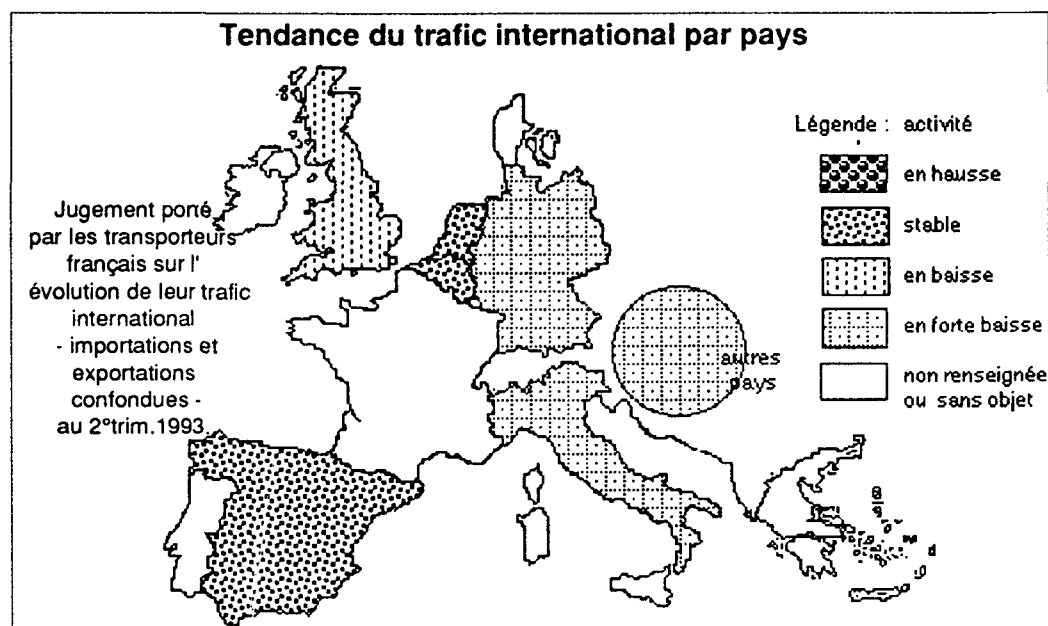 Tendance du trafic international par pays
Jugement porté
par les transporteurs
français sur l'
évolution de leur trafic
international
- importations et
exportations
confondues -
au 2°trim.1993.
Légende : activité
en hausse
stable
en baisse
en forte baisse
non renseignée
ou sans objet
autres
pays